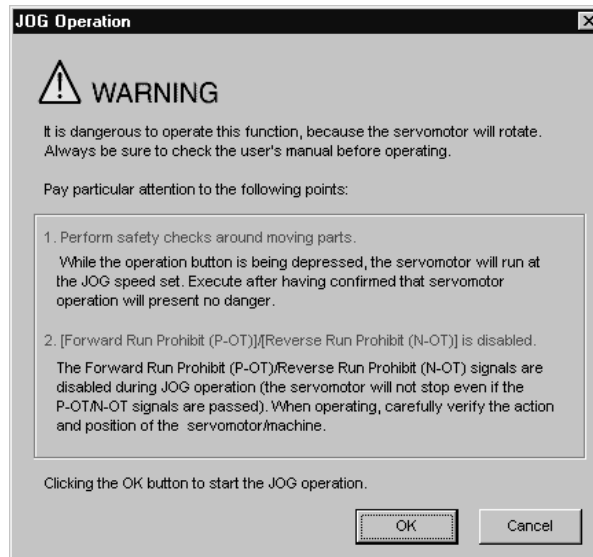 JOG Operation
WARNING
It is dangerous to operate this function, because the servomotor will rotate.
Always be sure to check the user's manual before operating.
Pay particular attention to the following points:
1. Perform safety checks around moving parts.
While the operation button is being depressed, the servomotor will run at
the JOG speed set. Execute after having confirmed that servomotor
operation will present no danger.
2. [Forward Run Prohibit (P-OT)]/[Reverse Run Prohibit (N-OT)] is disabled.
The Forward Run Prohibit (P-OT)/Reverse Run Prohibit (N-OT) signals are
disabled during JOG operation (the servomotor will not stop even if the
P-OT/N-OT signals are passed). When operating, carefully verify the action
and position of the servomotor/machine.
Clicking the OK button to start the JOG operation.
OK
Cancel